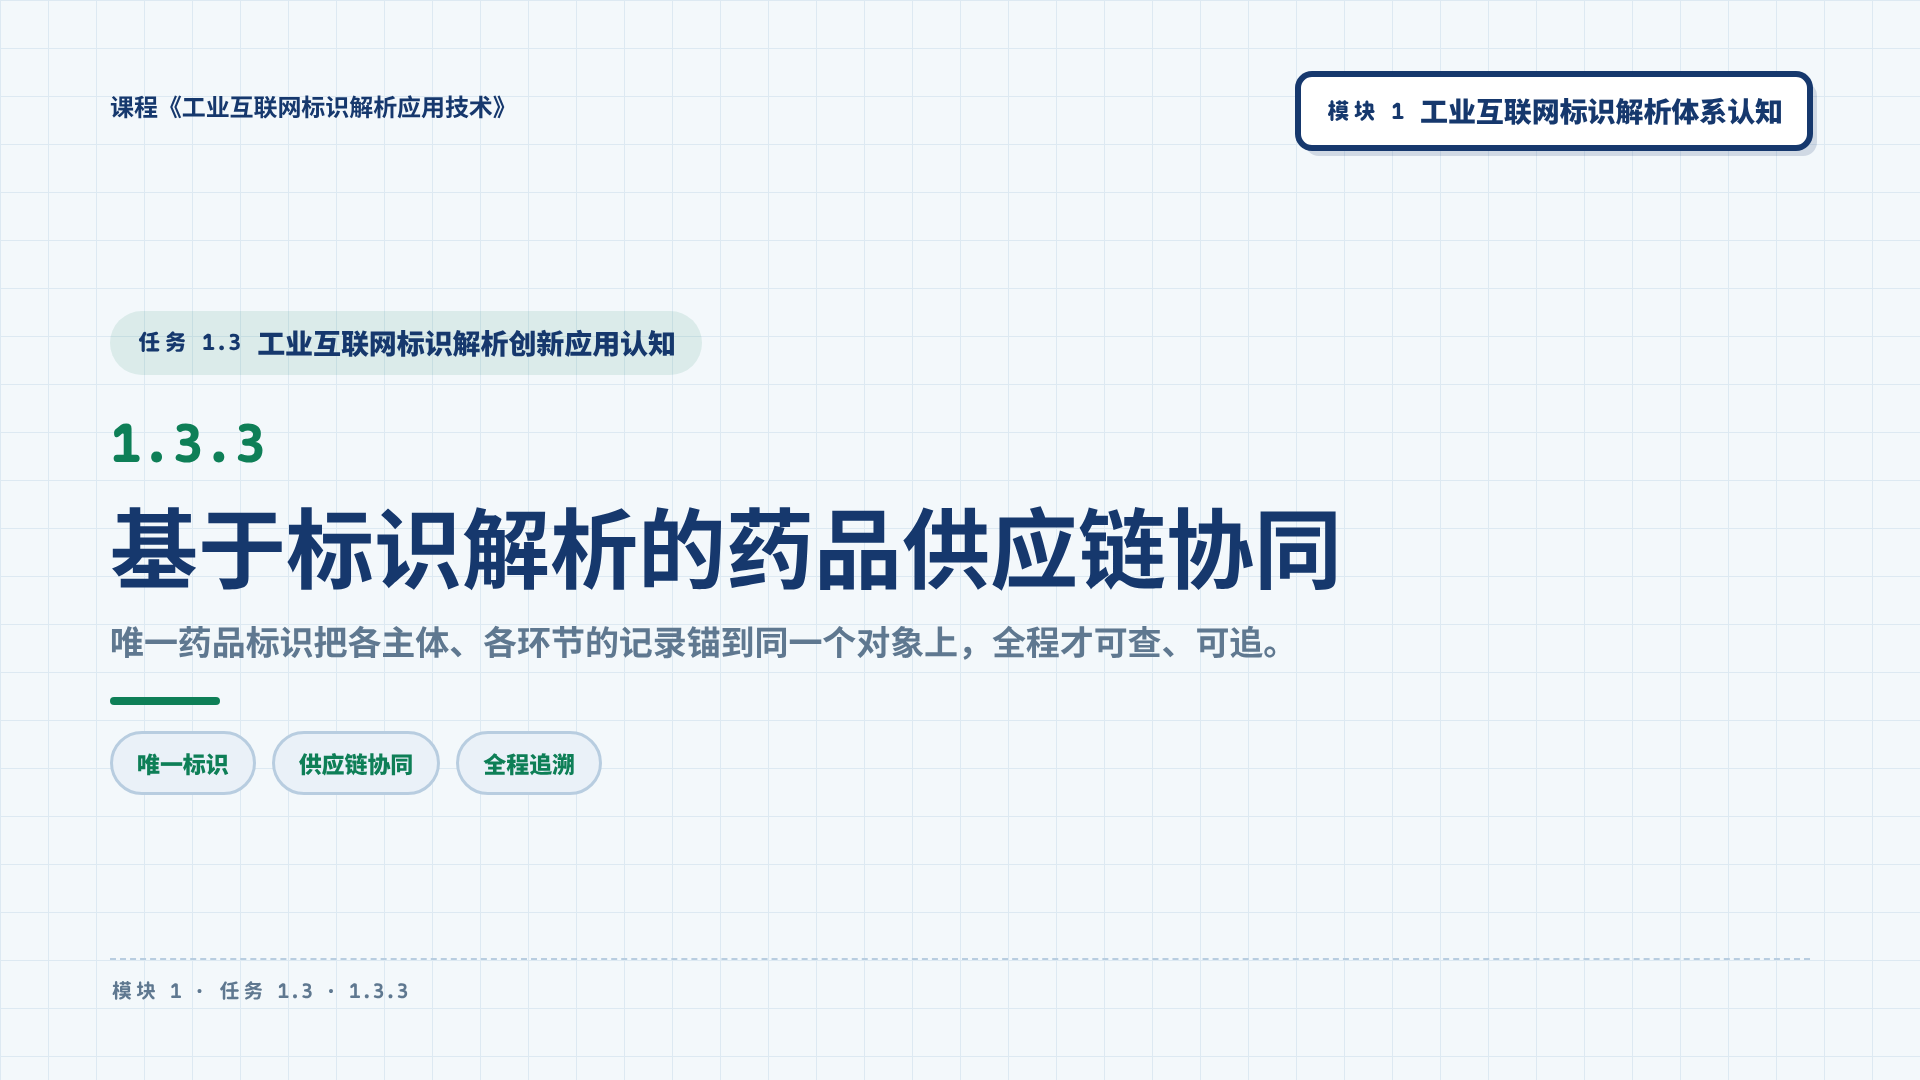 课程《工业互联网标识解析应用技术》
模块 1 工业互联网标识解析体系认知
任务 1.3 工业互联网标识解析创新应用认知
1.3.3
基于标识解析的药品供应链协同
唯一药品标识把各主体、各环节的记录锚到同一个对象上，全程才可查、可追。
唯一标识
供应链协同
全程追溯
模块 1 · 任务 1.3 · 1.3.3